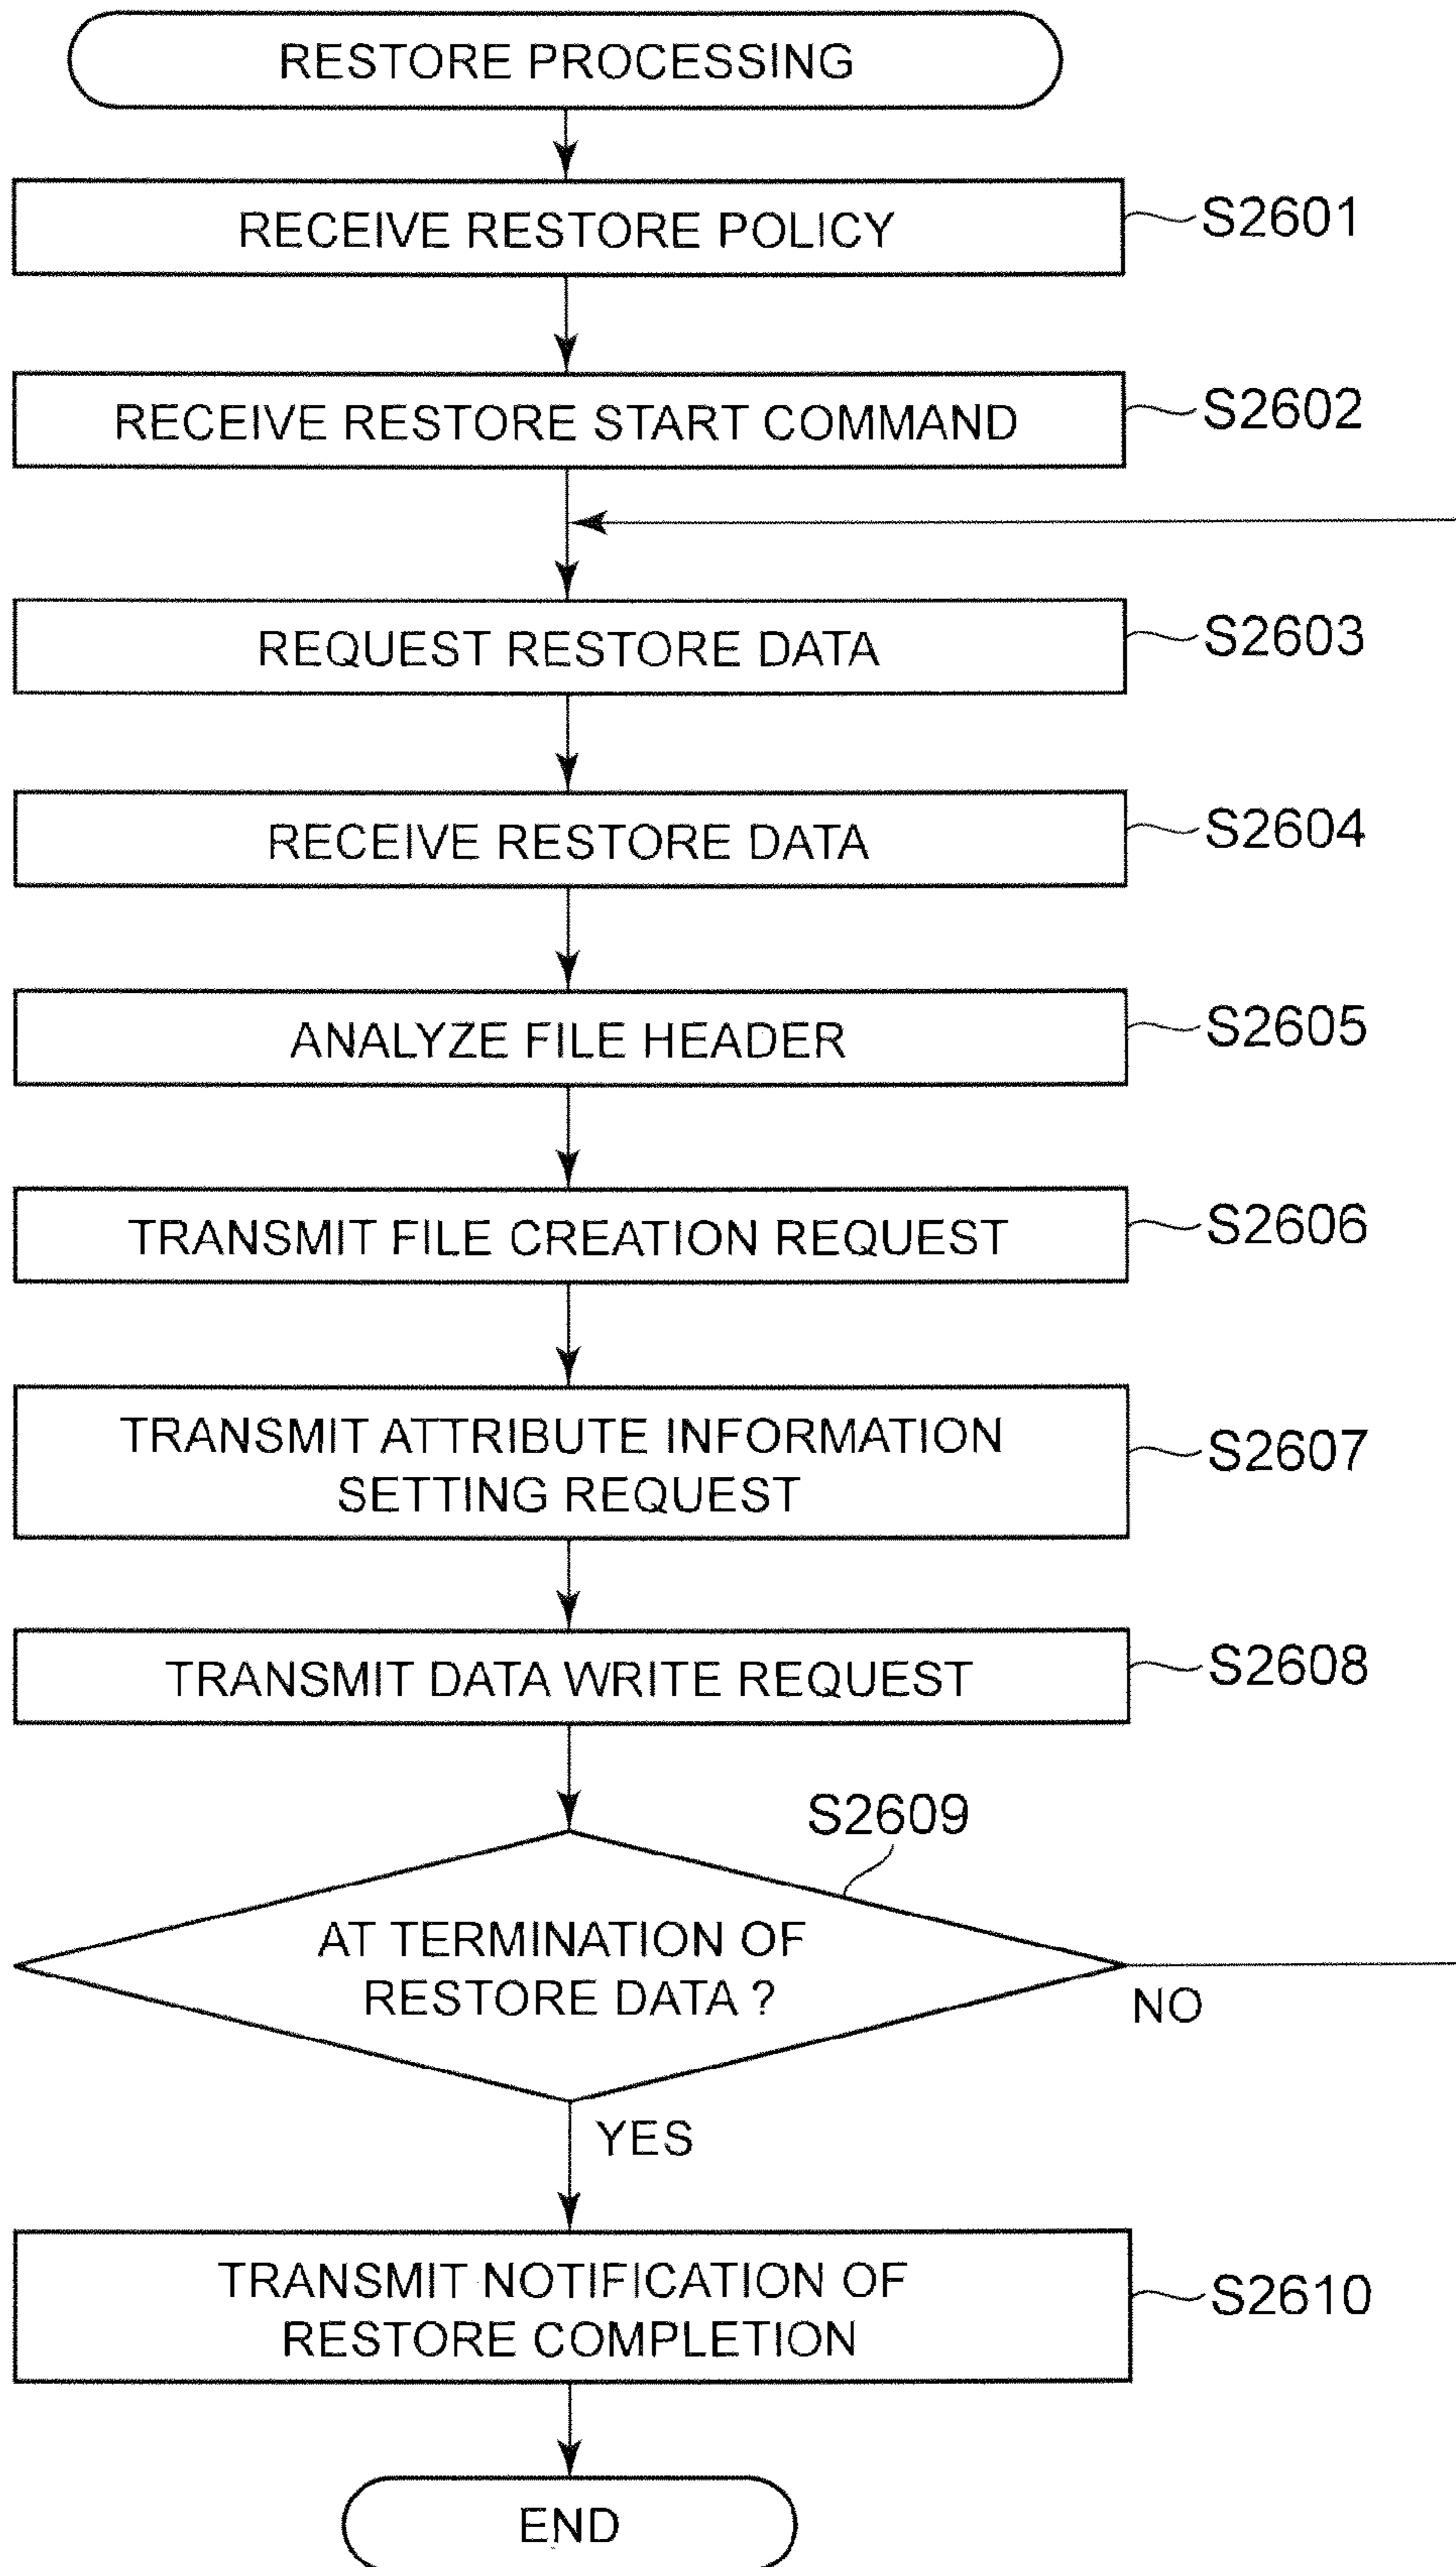 RESTORE PROCESSING
RECEIVE RESTORE POLICY
S2601
RECEIVE RESTORE START COMMAND
S2602
REQUEST RESTORE DATA
S2603
RECEIVE RESTORE DATA
S2604
ANALYZE FILE HEADER
S2605
TRANSMIT FILE CREATION REQUEST
S2606
TRANSMIT ATTRIBUTE INFORMATION
SETTING REQUEST
S2607
TRANSMIT DATA WRITE REQUEST
S2608
S2609
AT TERMINATION OF
RESTORE DATA ?
NO
YES
TRANSMIT NOTIFICATION OF
RESTORE COMPLETION
S2610
END